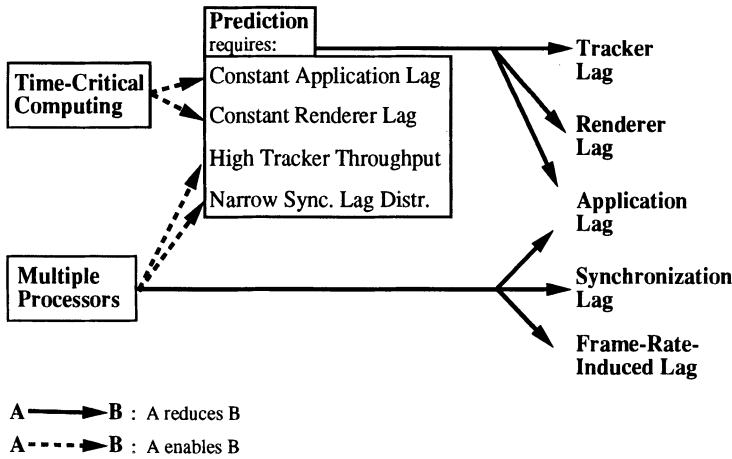 Prediction
requires:
Time-Critical
Computing
Constant Application Lag
Constant Renderer Lag
High Tracker Throughput
Narrow Sync. Lag Distr.
Multiple
Processors
Tracker
Lag
Renderer
Lag
Application
Lag
Synchronization
Lag
Frame-Rate-
Induced Lag
A B : A reduces B
A B : A enables B